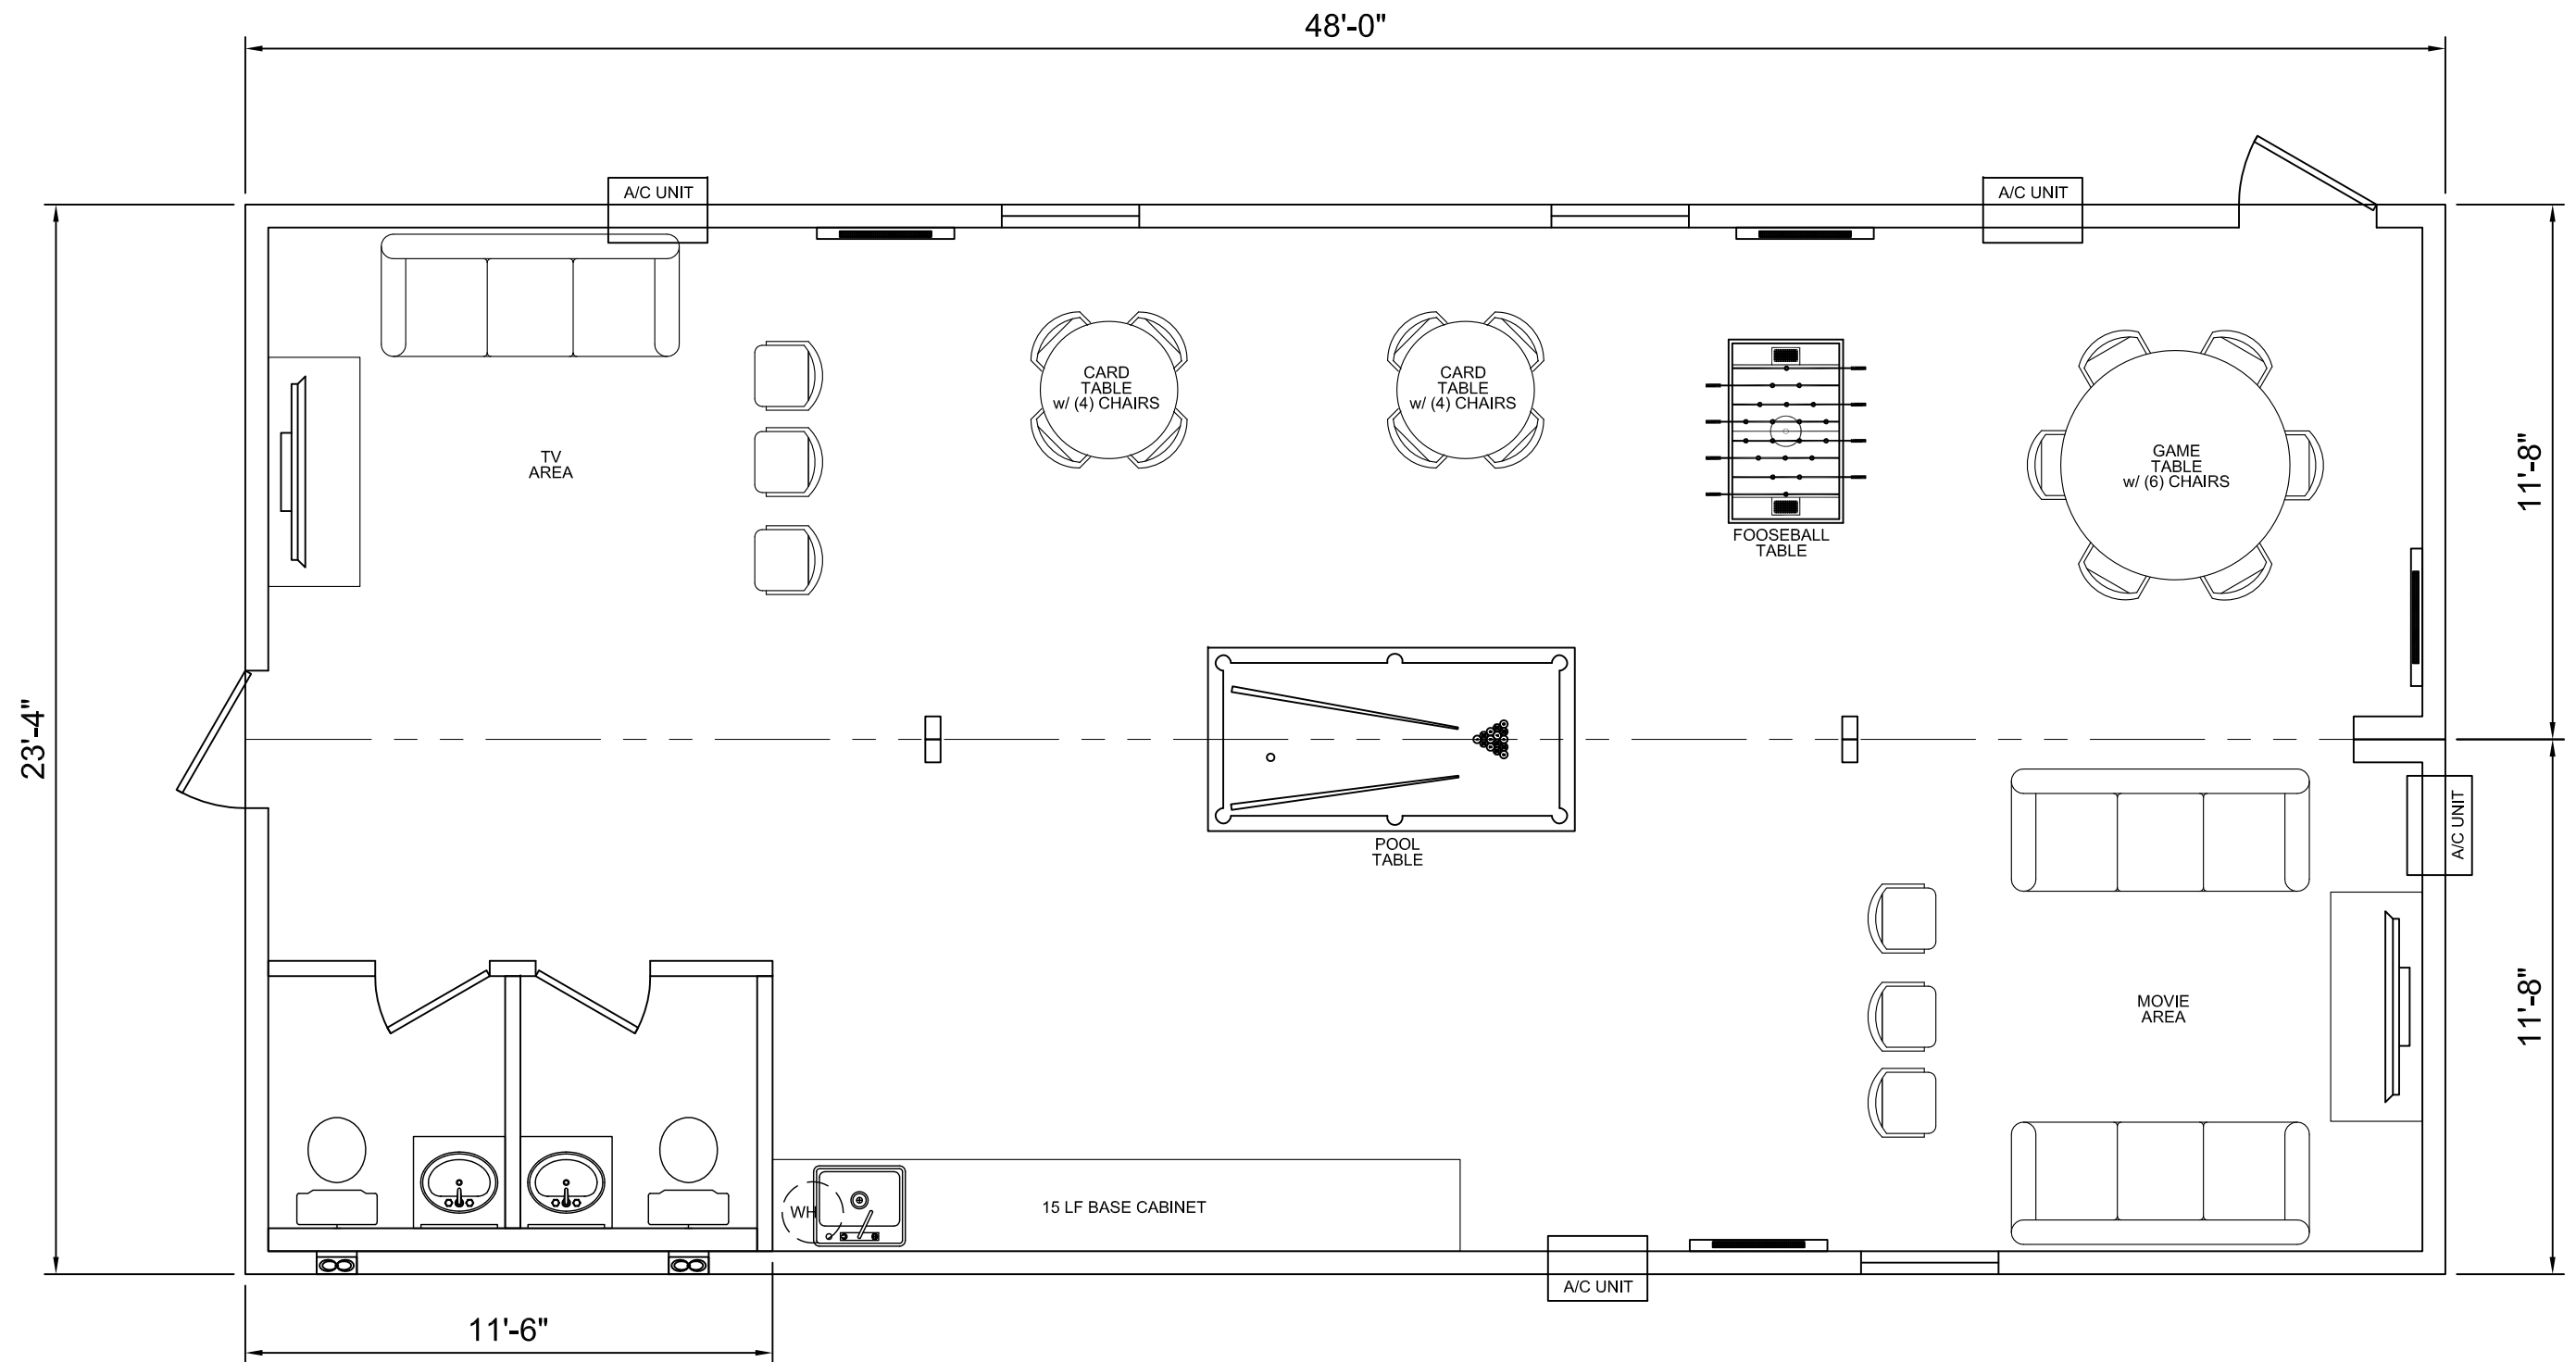 48'-0"
A/C UNIT
A/C UNIT
CARD
TABLE
w/ (4) CHAIRS
CARD
TABLE
w/ (4) CHAIRS
TV
AREA
GAME
TABLE
w/ (6) CHAIRS
11'-8"
FOOSEBALL
TABLE
23'-4"
POOL
TABLE
A/C UNIT
MOVIE
AREA
11'-8"
WH
15 LF BASE CABINET
A/C UNIT
11'-6"